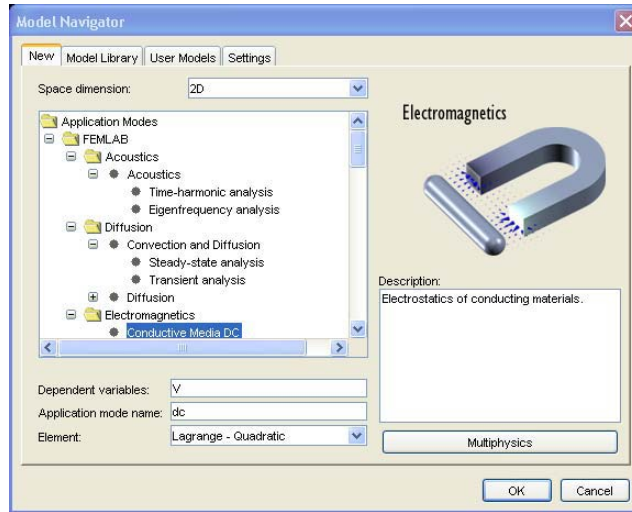 Model Navigator
New Model Library User Models Settings
Space dimension: 2D
Application Modes
FEMLAB
Acoustics
Acoustics
Time-harmonic analysis
Eigenfrequency analysis
Diffusion
Convection and Diffusion
Steady-state analysis
Transient analysis
Diffusion
Electromagnetics
Conductive Media DC
Dependent variables: V
Application mode name: dc
Element: Lagrange - Quadratic
Electromagnetics
Description:
Electrostatics of conducting materials.
Multiphysics
OK Cancel